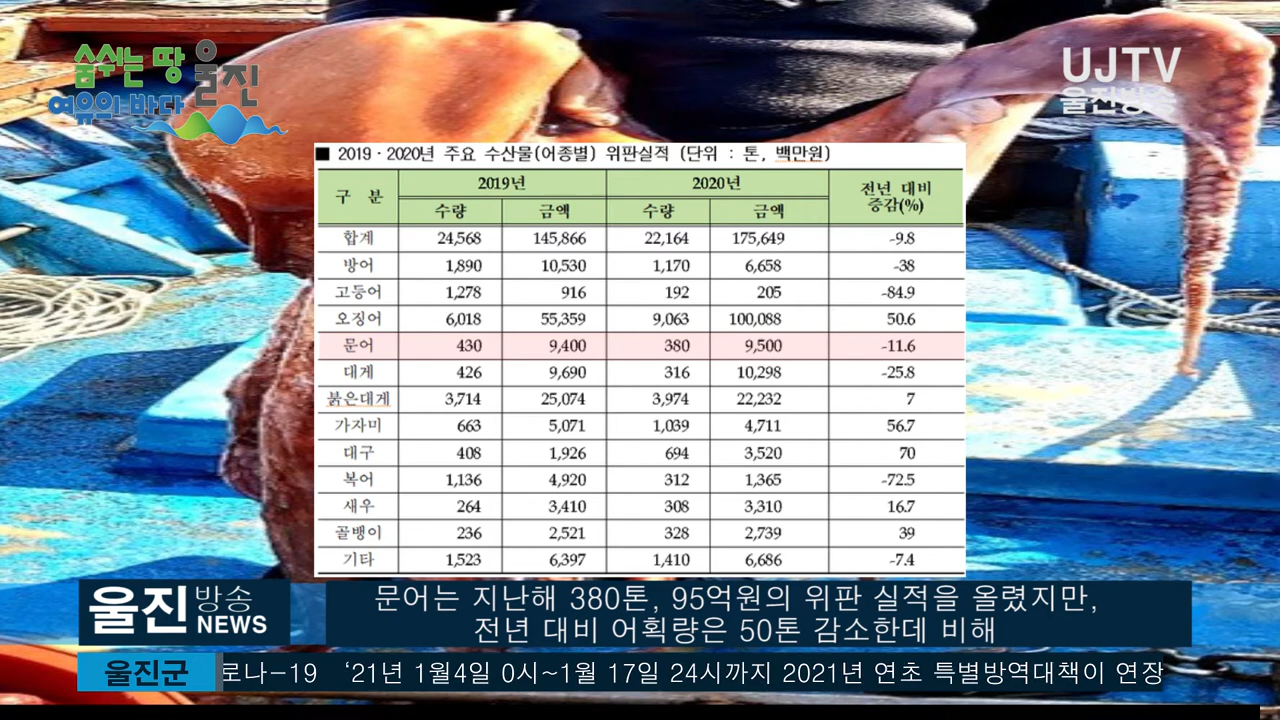 숨쉬는 땅 울진
여유의 바다
UJTV
울진방송
■ 2019·2020년 주요 수산물(어종별) 위판실적 (단위 : 톤, 백만원)
구 분 2019년 2020년 전년 대비 증감(%)
수량 금액 수량 금액
합계 24,568 145,866 22,164 175,649 -9.8
방어 1,890 10,530 1,170 6,658 -38
고등어 1,278 916 192 205 -84.9
오징어 6,018 55,359 9,063 100,088 50.6
문어 430 9,400 380 9,500 -11.6
대게 426 9,690 316 10,298 -25.8
붉은대게 3,714 25,074 3,974 22,232 7
가자미 663 5,071 1,039 4,711 56.7
대구 408 1,926 694 3,520 70
복어 1,136 4,920 312 1,365 -72.5
새우 264 3,410 308 3,310 16.7
골뱅이 236 2,521 328 2,739 39
기타 1,523 6,397 1,410 6,686 -7.4
울진 방송 NEWS
문어는 지난해 380톤, 95억원의 위판 실적을 올렸지만,
전년 대비 어획량은 50톤 감소한데 비해
울진군 로나-19 ‘21년 1월4일 0시~1월 17일 24시까지 2021년 연초 특별방역대책이 연장